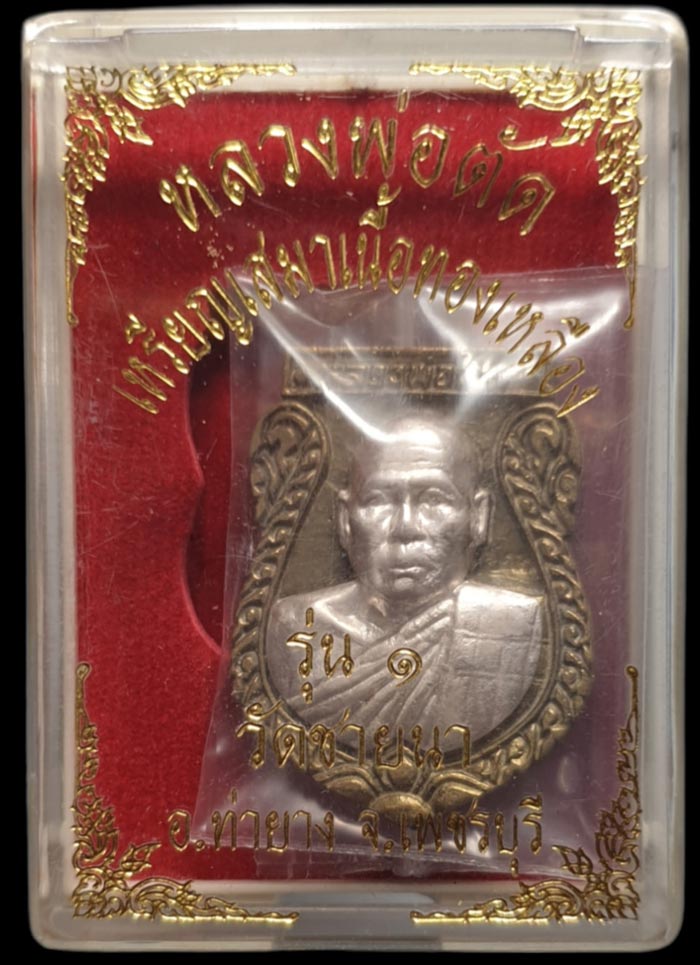 หลวงพ่อตัด
เหรียญเสมาเนื้อทองเหลือง
รุ่น ๑
วัดชายนา
อ.ท่ายาง จ.เพชรบุรี